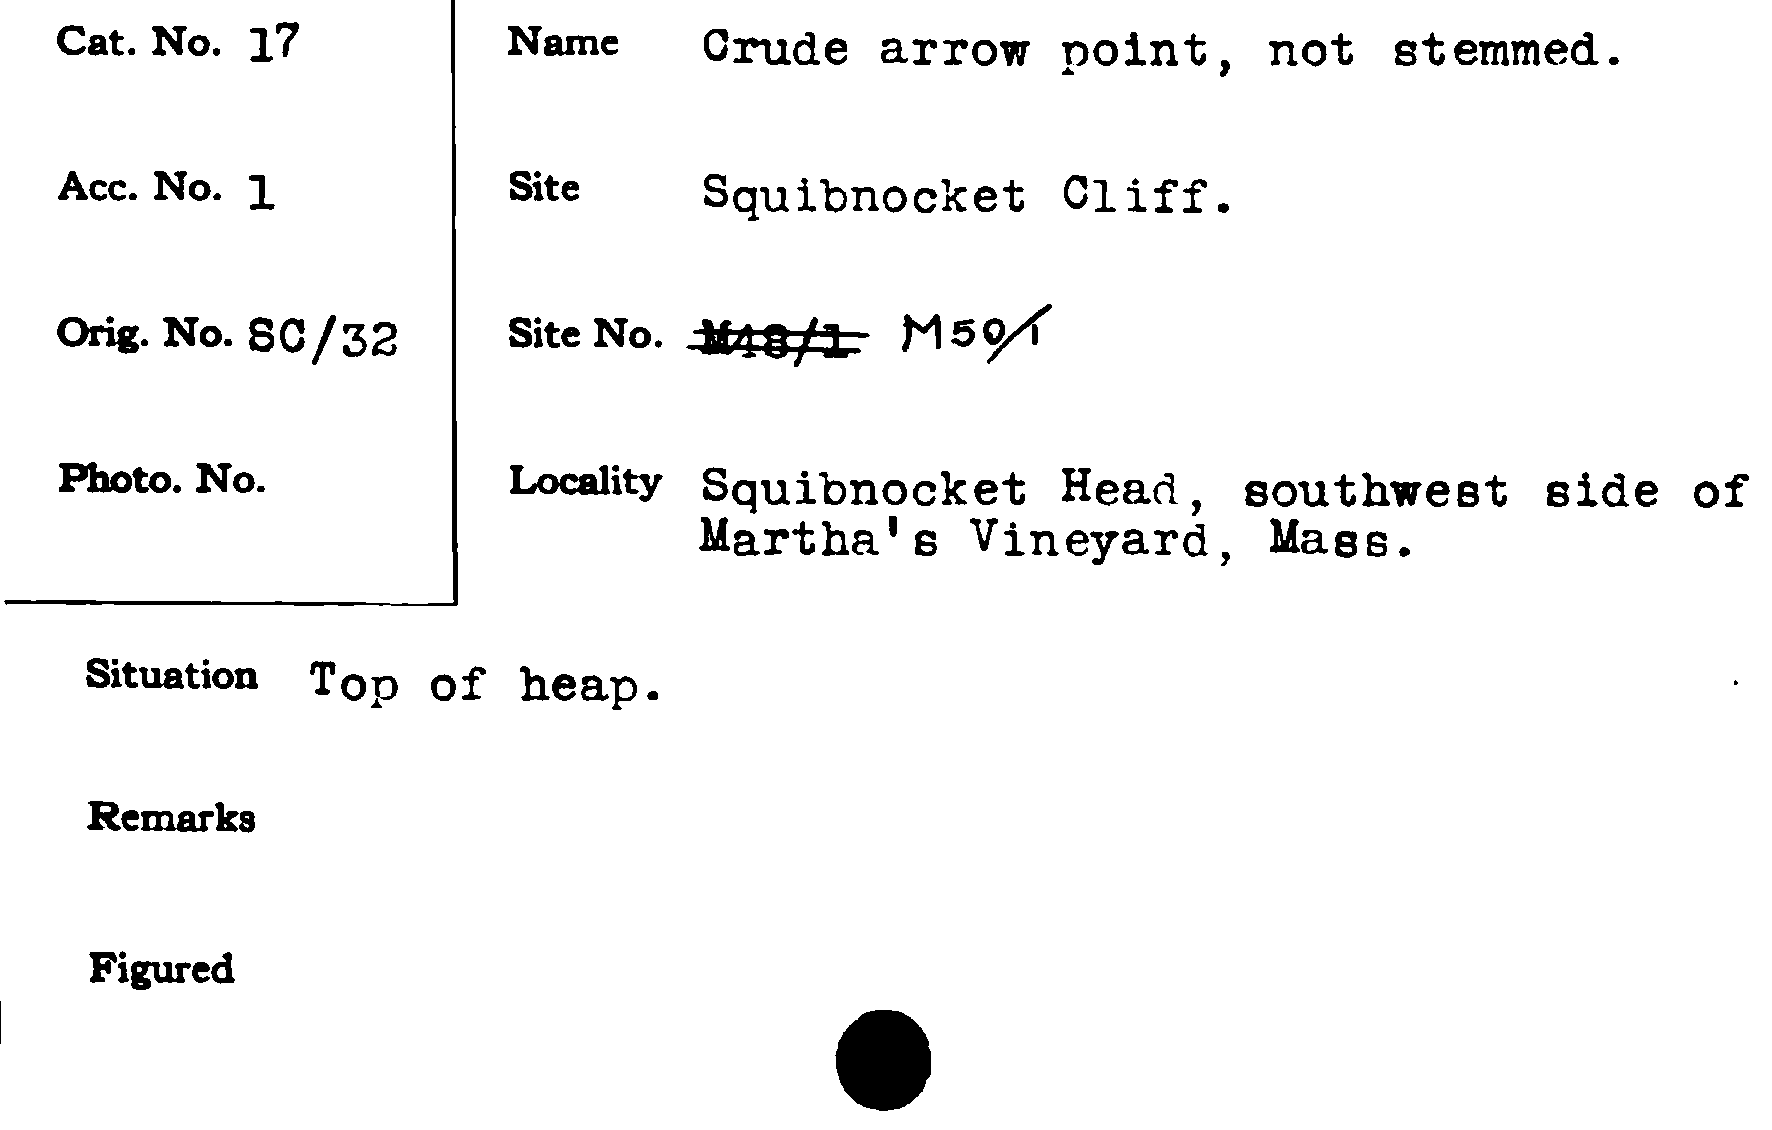 Cat. No. 17
Name Crude arrow point, not stemmed.
Acc. No. 1
Site Squibnocket Cliff.
Orig. No. SC/32
Site No. M48/1 M50/1
Photo. No.
Locality Squibnocket Head, southwest side of
Martha's Vineyard, Mass.
Situation Top of heap.
Remarks
Figured